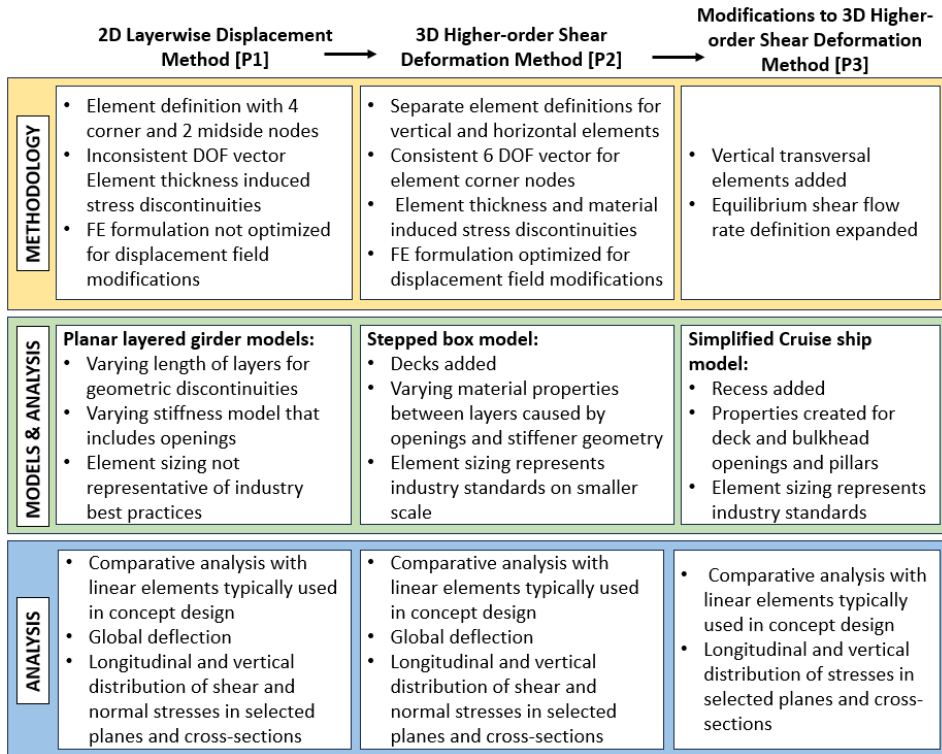 2D Layerwise Displacement
Method [P1]
3D Higher-order Shear
Deformation Method [P2]
Modifications to 3D Higher-
order Shear Deformation
Method [P3]
METHODOLOGY
• Element definition with 4
corner and 2 midside nodes
• Inconsistent DOF vector
Element thickness induced
stress discontinuities
• FE formulation not optimized
for displacement field
modifications
• Separate element definitions for
vertical and horizontal elements
• Consistent 6 DOF vector for
element corner nodes
• Element thickness and material
induced stress discontinuities
• FE formulation optimized for
displacement field modifications
• Vertical transversal
elements added
• Equilibrium shear flow
rate definition expanded
MODELS & ANALYSIS
Planar layered girder models:
• Varying length of layers for
geometric discontinuities
• Varying stiffness model that
includes openings
• Element sizing not
representative of industry
best practices
Stepped box model:
• Decks added
• Varying material properties
between layers caused by
openings and stiffener geometry
• Element sizing represents
industry standards on smaller
scale
Simplified Cruise ship
model:
• Recess added
• Properties created for
deck and bulkhead
openings and pillars
• Element sizing represents
industry standards
ANALYSIS
• Comparative analysis with
linear elements typically used
in concept design
• Global deflection
• Longitudinal and vertical
distribution of shear and
normal stresses in selected
planes and cross-sections
• Comparative analysis with
linear elements typically used
in concept design
• Global deflection
• Longitudinal and vertical
distribution of shear and
normal stresses in selected
planes and cross-sections
• Comparative analysis with
linear elements typically
used in concept design
• Longitudinal and vertical
distribution of stresses in
selected planes and cross-
sections